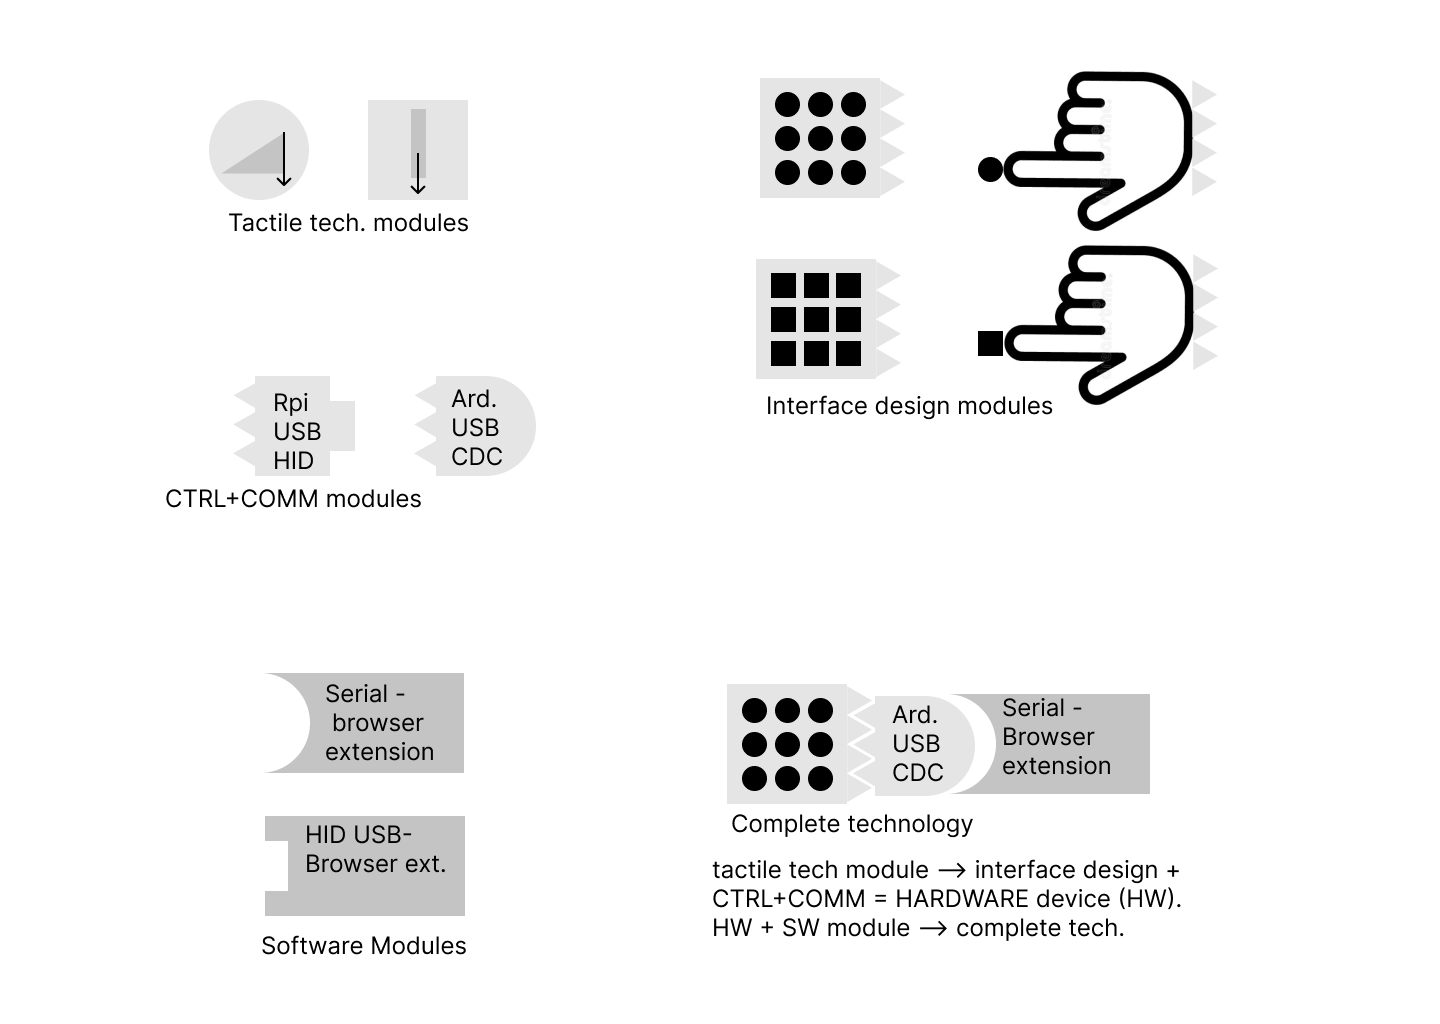 Tactile tech. modules
Interface design modules
Rpi
USB
HID
Ard.
USB
CDC
CTRL+COMM modules
Serial -
browser
extension
HID USB-
Browser ext.
Software Modules
Ard.
USB
CDC
Serial -
Browser
extension
Complete technology
tactile tech module —> interface design +
CTRL+COMM = HARDWARE device (HW).
HW + SW module —> complete tech.